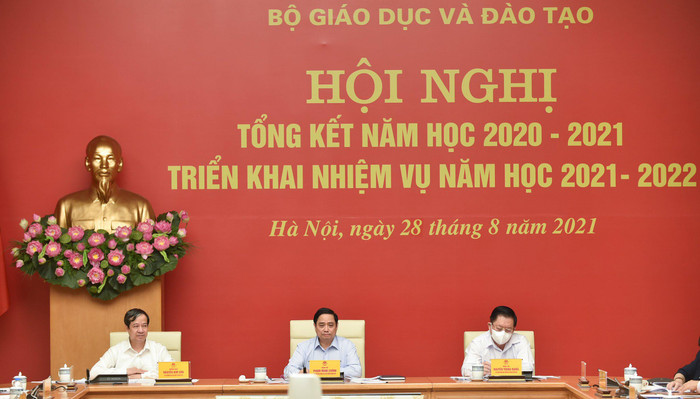 BỘ GIÁO DỤC VÀ ĐÀO TẠO
HỘI NGHỊ
TỔNG KẾT NĂM HỌC 2020 - 2021
TRIỂN KHAI NHIỆM VỤ NĂM HỌC 2021- 2022
Hà Nội, ngày 28 tháng 8 năm 2021